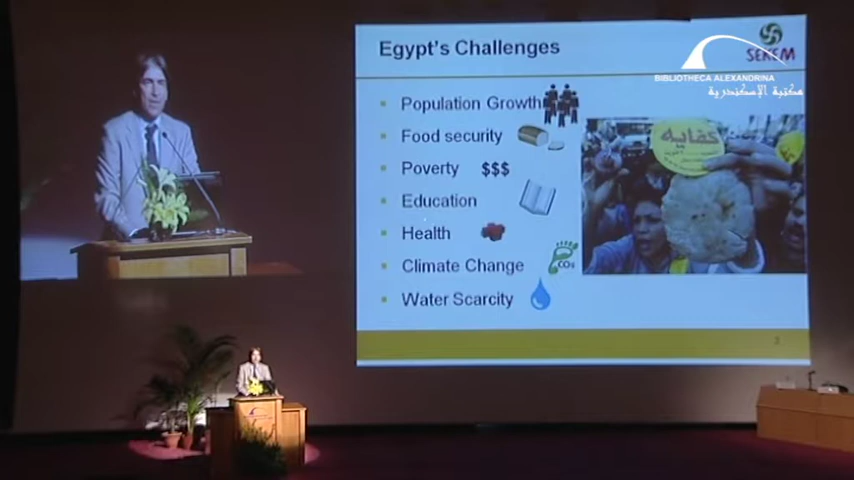 Egypt's Challenges
SEKEM
BIBLIOTHECA ALEXANDRINA
مكتبة الإسكندرية
Population Growth
Food security
Poverty
$$$
Education
Health
Climate Change
CO₂
Water Scarcity
كفاية
3